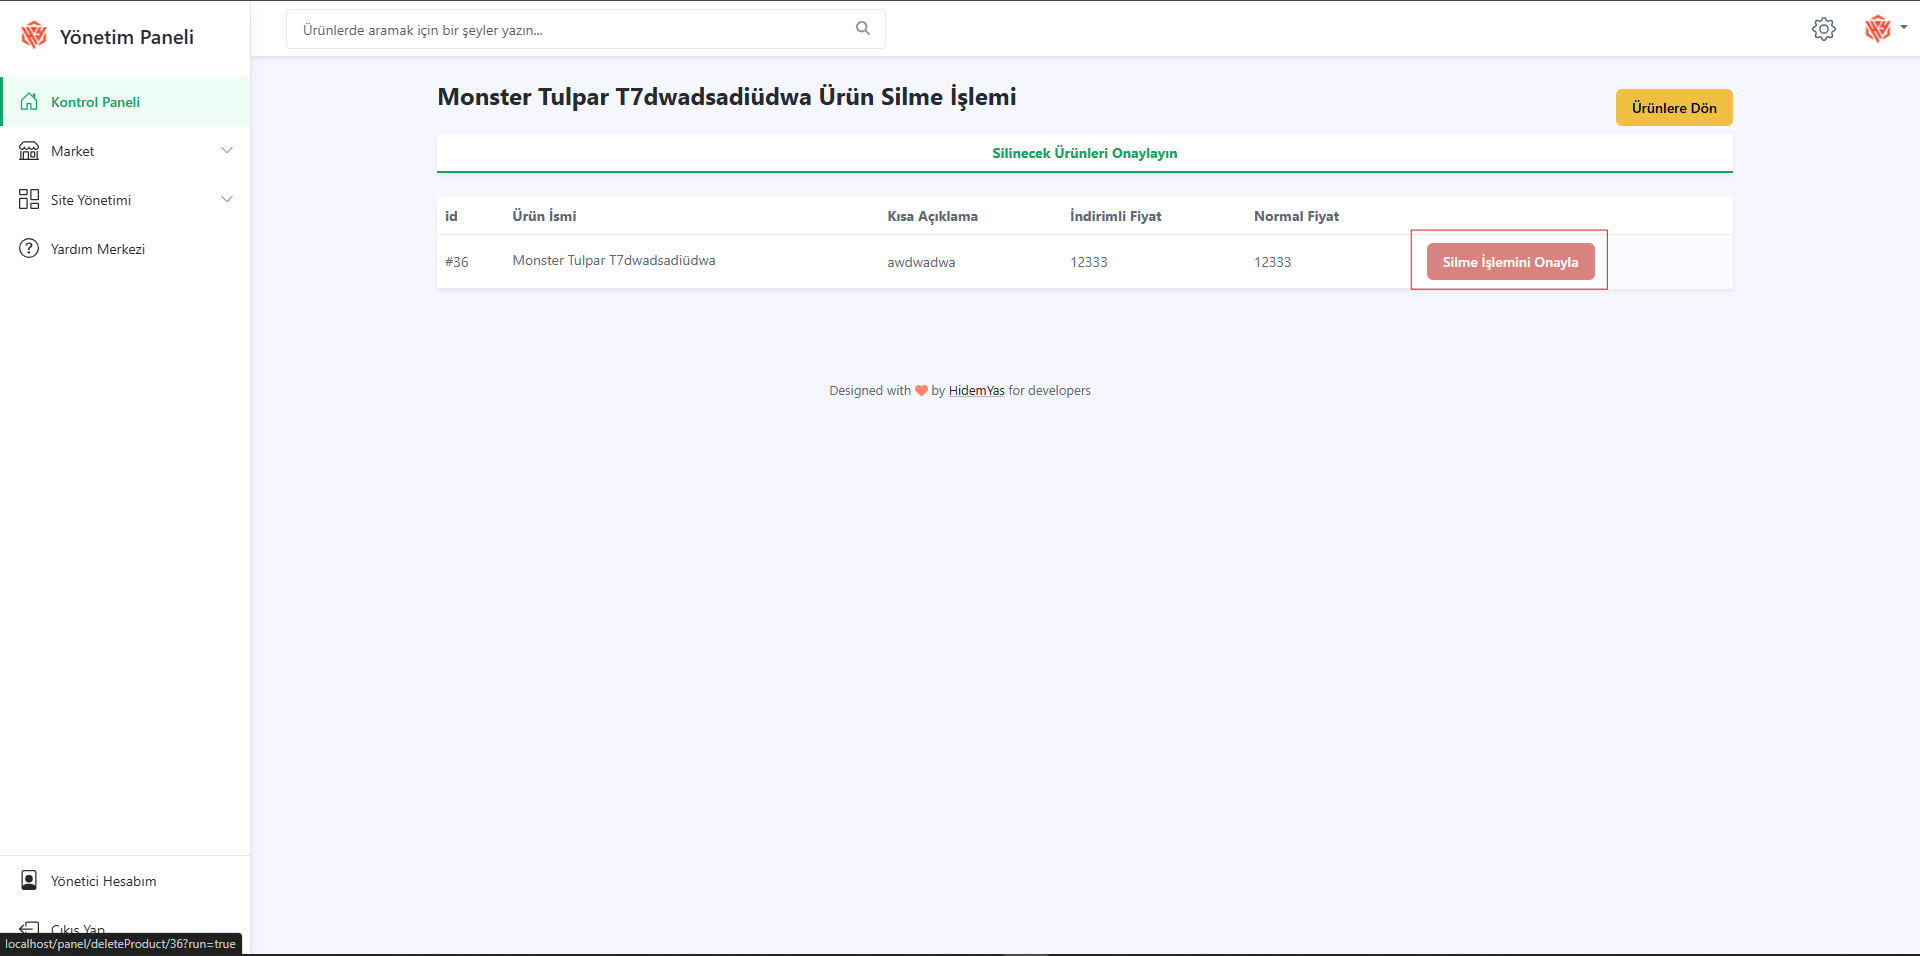 Yönetim Paneli
Ürünlerde aramak için bir şeyler yazın...
Kontrol Paneli
Market
Site Yönetimi
Yardım Merkezi
Monster Tulpar T7dwadsadiüdwa Ürün Silme İşlemi
Ürünlere Dön
Silinecek Ürünleri Onaylayın
id Ürün İsmi Kısa Açıklama İndirimli Fiyat Normal Fiyat
#36 Monster Tulpar T7dwadsadiüdwa awdwadwa 12333 12333 Silme İşlemini Onayla
Designed with by HidemYas for developers
Yönetici Hesabım
Çıkış Yap
localhost/panel/deleteProduct/36?run=true